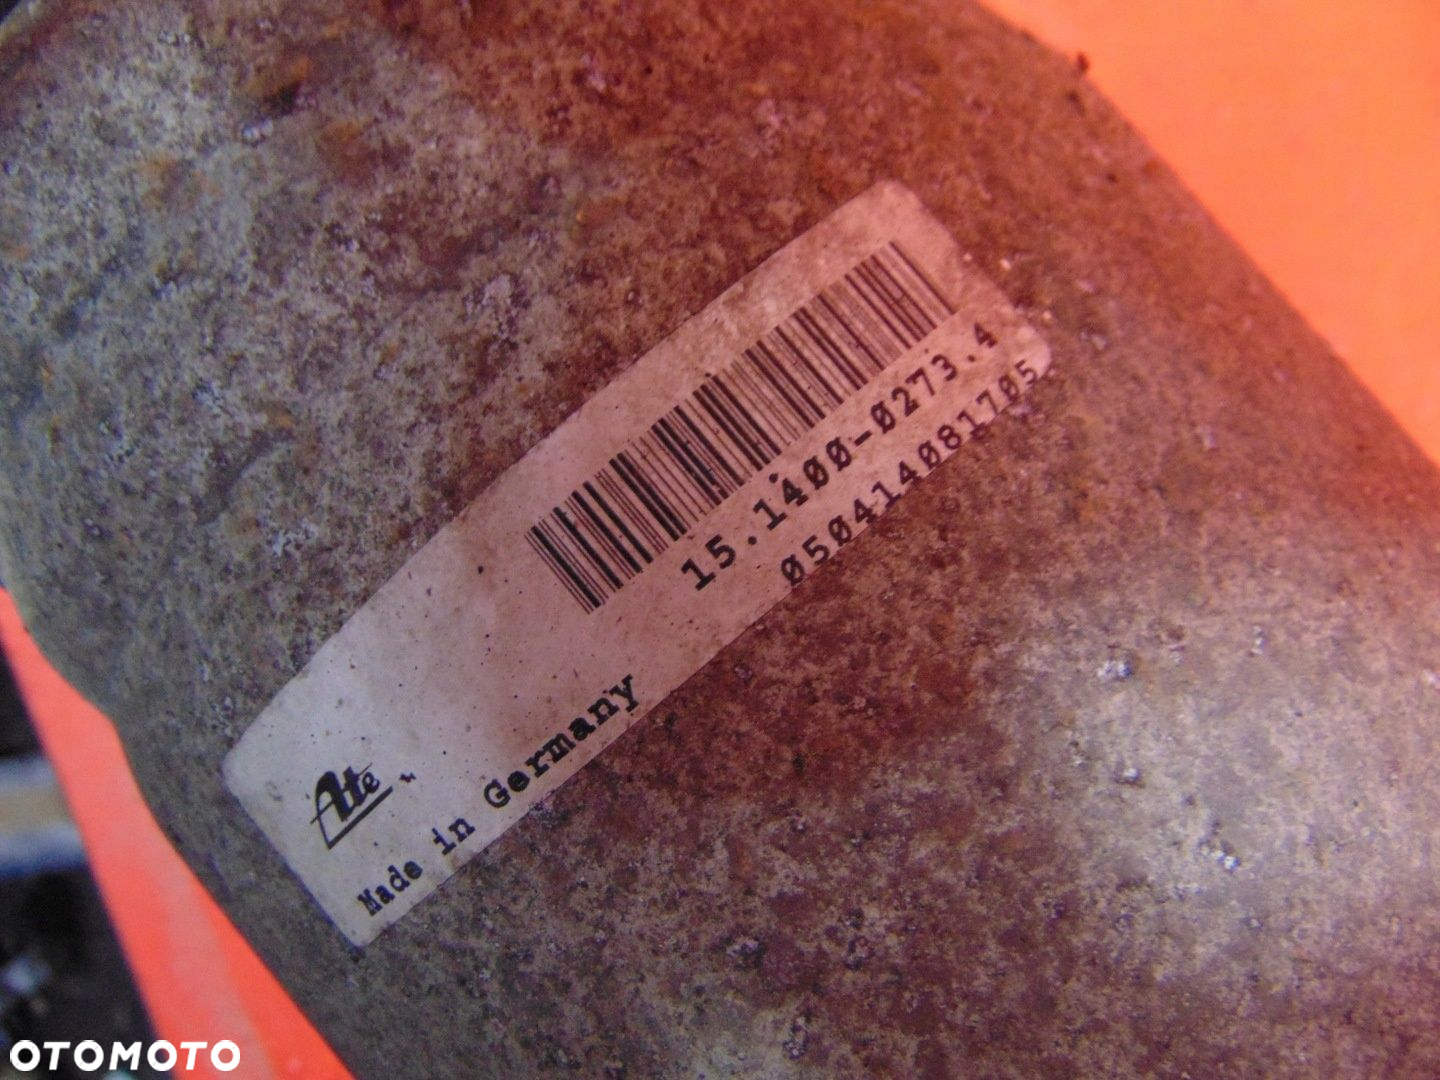 15.1400-0273.4
050414081705
Ate
Made in Germany
OTOMOTO